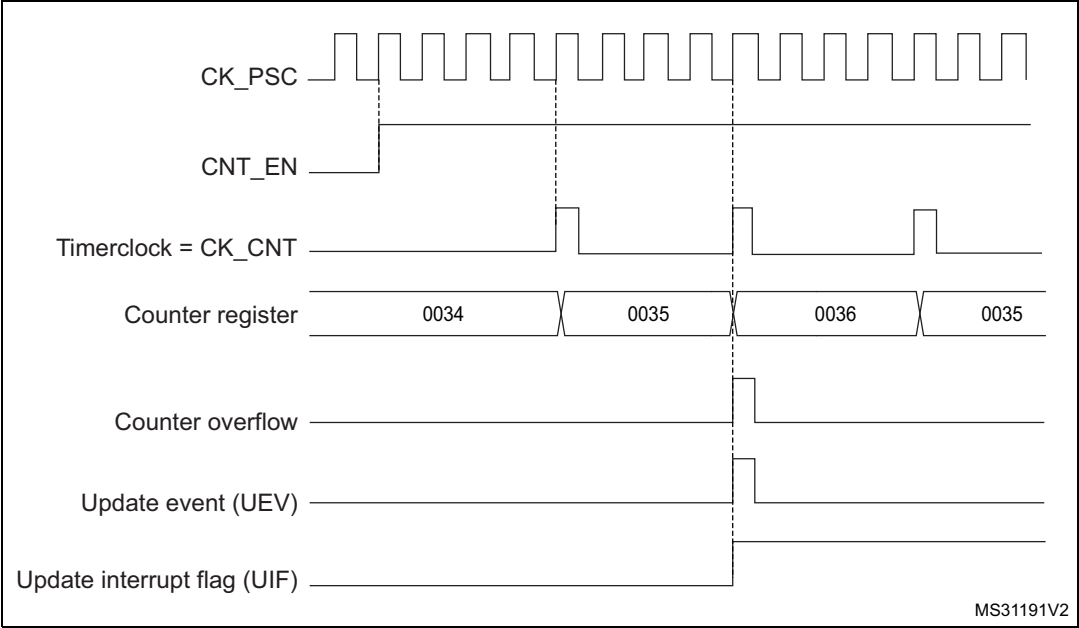 CK_PSC
CNT_EN
Timerclock = CK_CNT
Counter register 0034 0035 0036 0035
Counter overflow
Update event (UEV)
Update interrupt flag (UIF)
MS31191V2